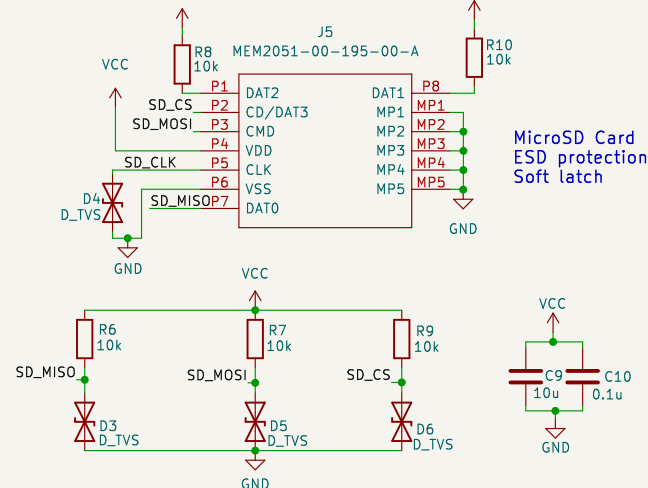 J5
MEM2051-00-195-00-A
R8
10k
R10
10k
VCC
P1 DAT2 DAT1 P8
SD_CS P2 CD/DAT3 MP1 MP1
SD_MOSI P3 CMD MP2 MP2
P4 VDD MP3 MP3
SD_CLK P5 CLK MP4 MP4
P6 VSS MP5 MP5
SD_MISO P7 DAT0
D4
D_TVS
GND
GND
MicroSD Card
ESD protection
Soft latch
VCC
R6
10k
R7
10k
R9
10k
SD_MISO
SD_MOSI
SD_CS
D3
D_TVS
D5
D_TVS
D6
D_TVS
GND
VCC
C9
10u
C10
0.1u
GND